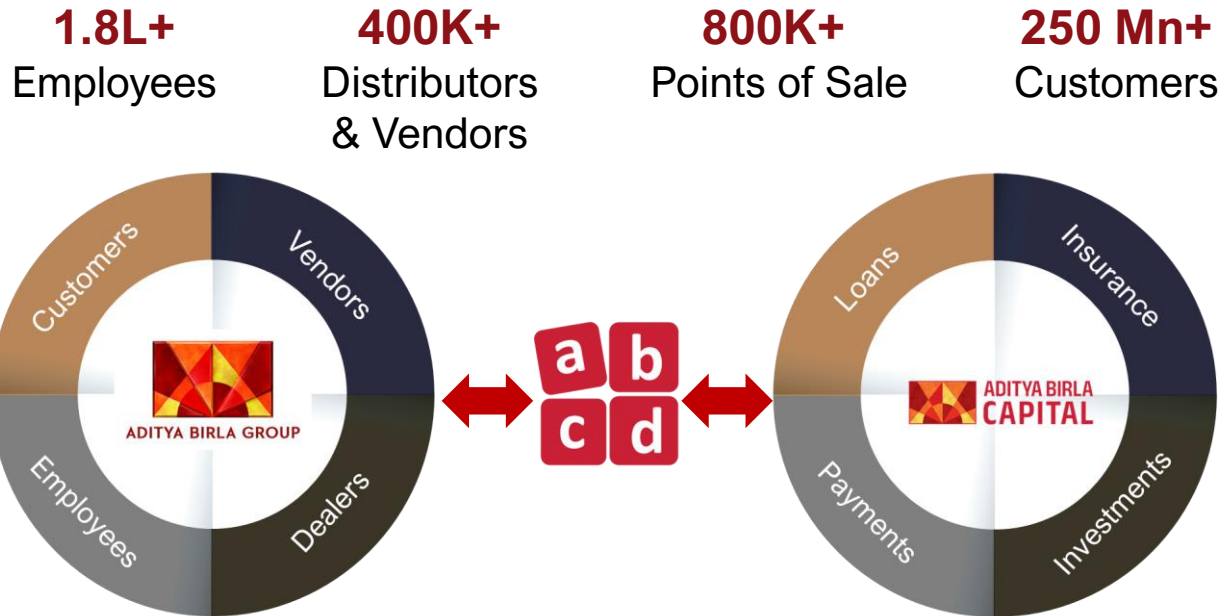 1.8L+
Employees
400K+
Distributors
& Vendors
800K+
Points of Sale
250 Mn+
Customers
Customers
Vendors
Employees
Dealers
ADITYA BIRLA GROUP
a b
c d
Loans
Insurance
Payments
Investments
ADITYA BIRLA
CAPITAL